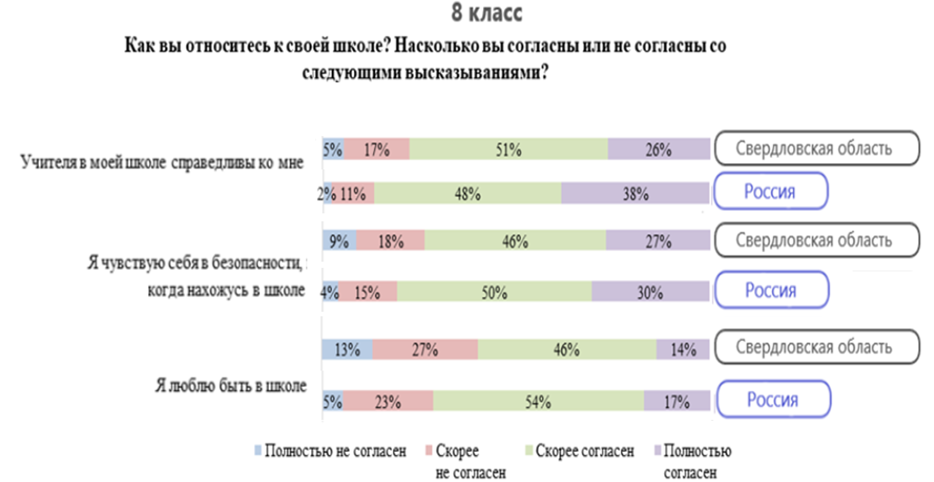 8 класс
Как вы относитесь к своей школе? Насколько вы согласны или не согласны со
следующими высказываниями?
Учителя в моей школе справедливы ко мне
5% 17% 51% 26% Свердловская область
2% 11% 48% 38% Россия
Я чувствую себя в безопасности,
когда нахожусь в школе
9% 18% 46% 27% Свердловская область
4% 15% 50% 30% Россия
Я люблю быть в школе
13% 27% 46% 14% Свердловская область
5% 23% 54% 17% Россия
Полностью не согласен
Скорее
не согласен
Скорее согласен
Полностью
согласен